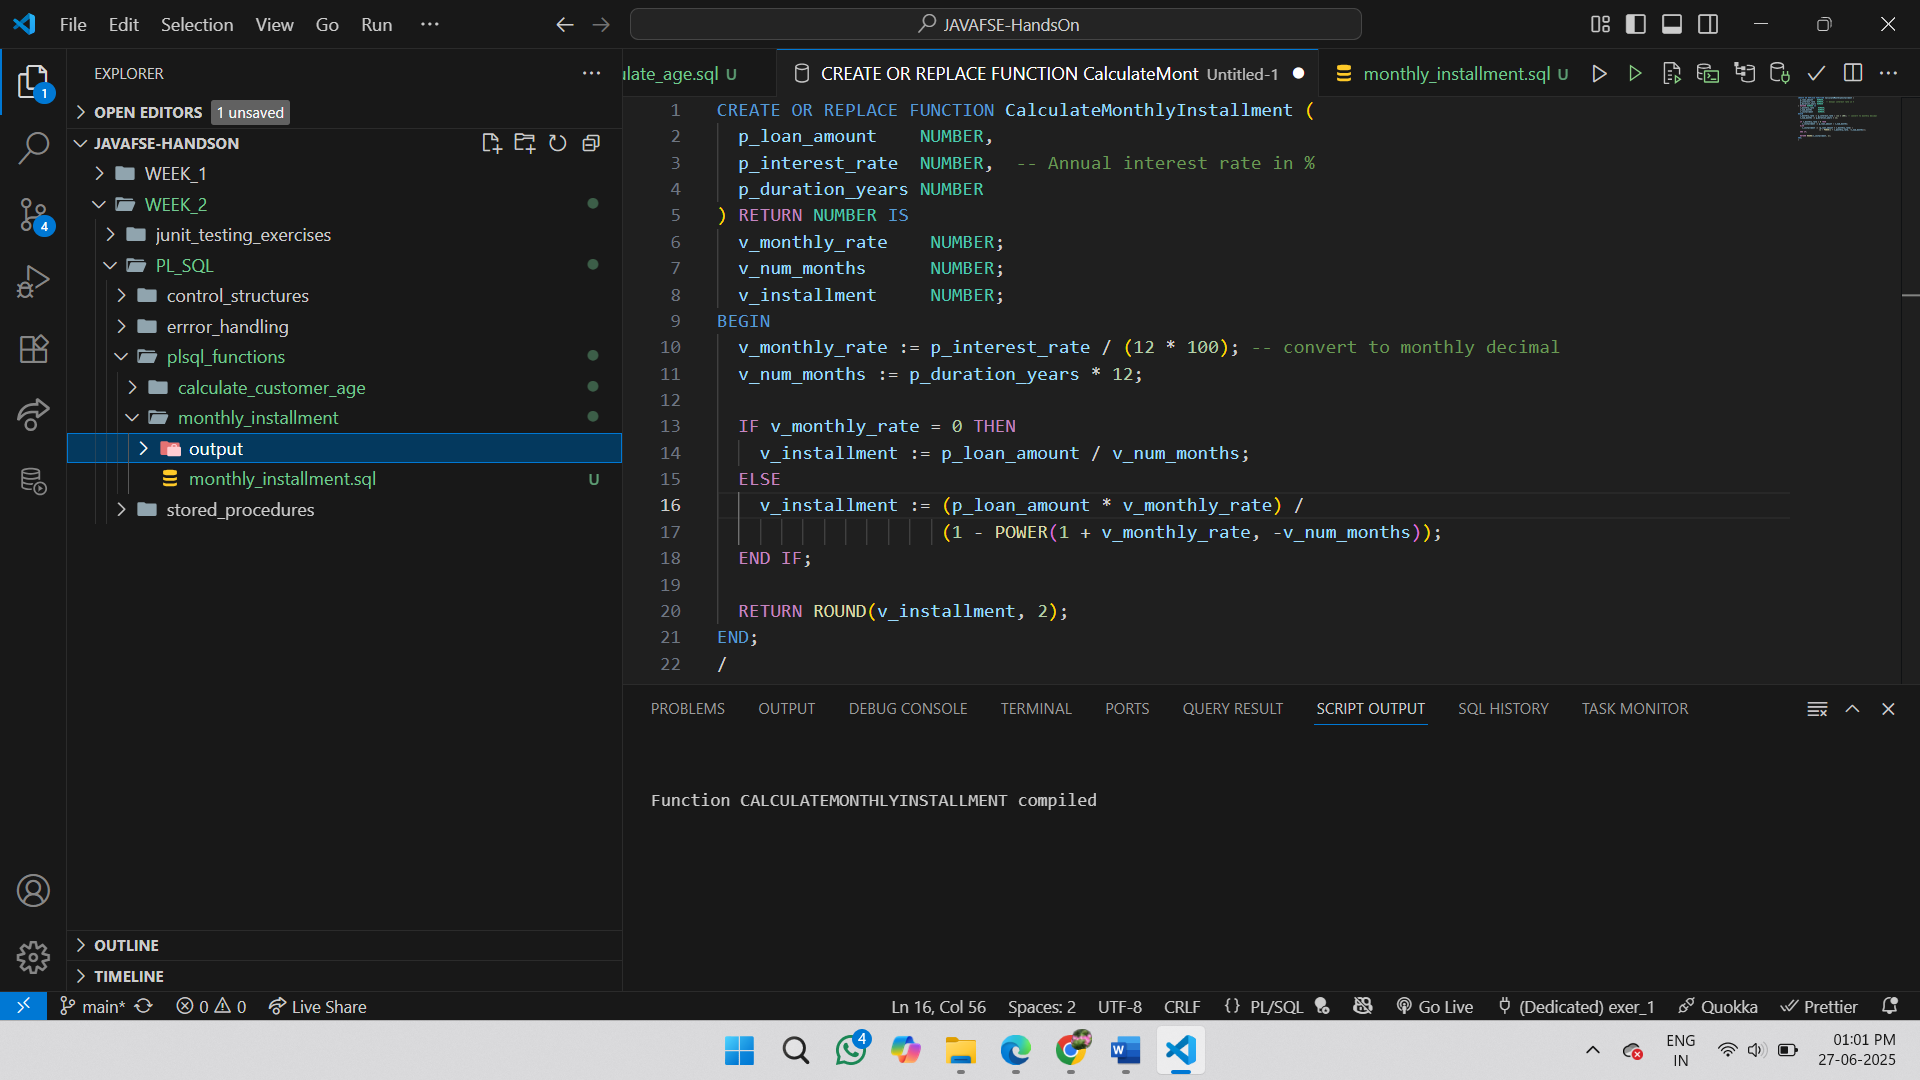 File Edit Selection View Go Run ···
JAVAFSE-HandsOn
EXPLORER
OPEN EDITORS 1 unsaved
JAVAFSE-HANDSON
WEEK_1
WEEK_2
junit_testing_exercises
PL_SQL
control_structures
errror_handling
plsql_functions
calculate_customer_age
monthly_installment
output
monthly_installment.sql U
stored_procedures
OUTLINE
TIMELINE
1
4
ulate_age.sql U
CREATE OR REPLACE FUNCTION CalculateMont Untitled-1
monthly_installment.sql U
1 CREATE OR REPLACE FUNCTION CalculateMonthlyInstallment (
2 p_loan_amount    NUMBER,
3 p_interest_rate  NUMBER,  -- Annual interest rate in %
4 p_duration_years NUMBER
5 ) RETURN NUMBER IS
6 v_monthly_rate    NUMBER;
7 v_num_months      NUMBER;
8 v_installment     NUMBER;
9 BEGIN
10 v_monthly_rate := p_interest_rate / (12 * 100); -- convert to monthly decimal
11 v_num_months := p_duration_years * 12;
12
13 IF v_monthly_rate = 0 THEN
14 v_installment := p_loan_amount / v_num_months;
15 ELSE
16 v_installment := (p_loan_amount * v_monthly_rate) /
17 (1 - POWER(1 + v_monthly_rate, -v_num_months));
18 END IF;
19
20 RETURN ROUND(v_installment, 2);
21 END;
22 /
PROBLEMS OUTPUT DEBUG CONSOLE TERMINAL PORTS QUERY RESULT SCRIPT OUTPUT SQL HISTORY TASK MONITOR
Function CALCULATEMONTHLYINSTALLMENT compiled
main* 0 0 Live Share
Ln 16, Col 56 Spaces: 2 UTF-8 CRLF {} PL/SQL Go Live (Dedicated) exer_1 Quokka Prettier
4
W
ENG
IN
01:01 PM
27-06-2025